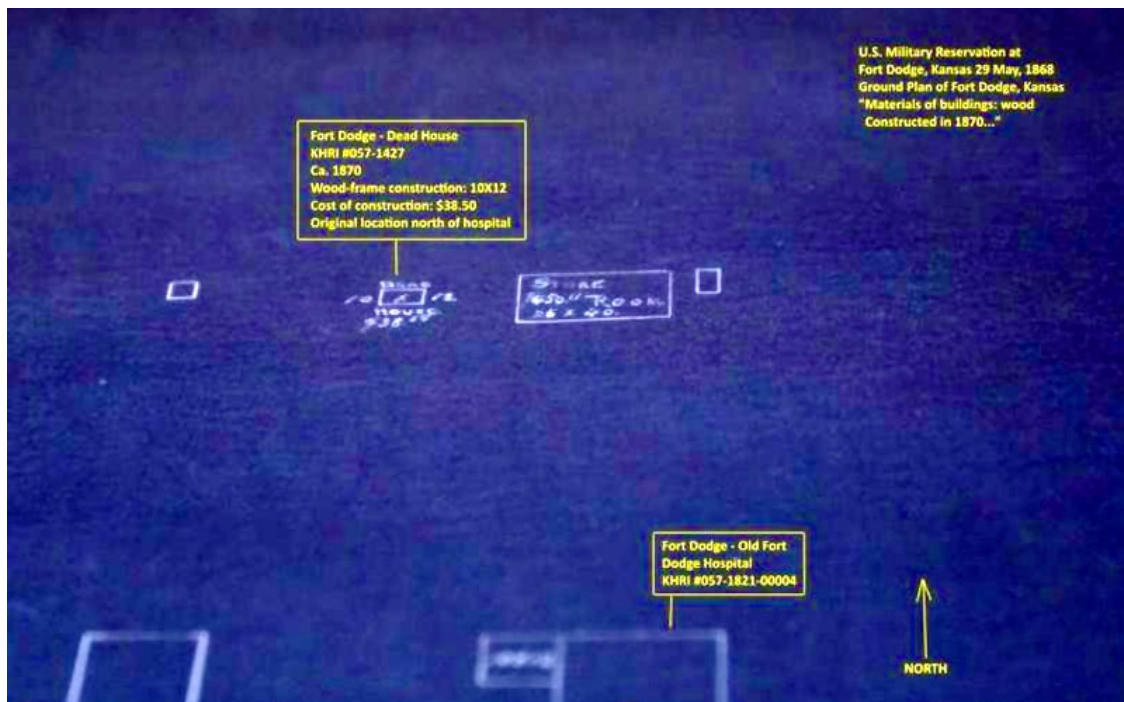 U.S. Military Reservation at
Fort Dodge, Kansas 29 May, 1868
Ground Plan of Fort Dodge, Kansas
"Materials of buildings: wood
Constructed in 1870..."
Fort Dodge - Dead House
KHRI #057-1427
Ca. 1870
Wood-frame construction: 10X12
Cost of construction: $38.50
Original location north of hospital
10 12
House
Store
Room
Fort Dodge - Old Fort
Dodge Hospital
KHRI #057-1821-00004
NORTH